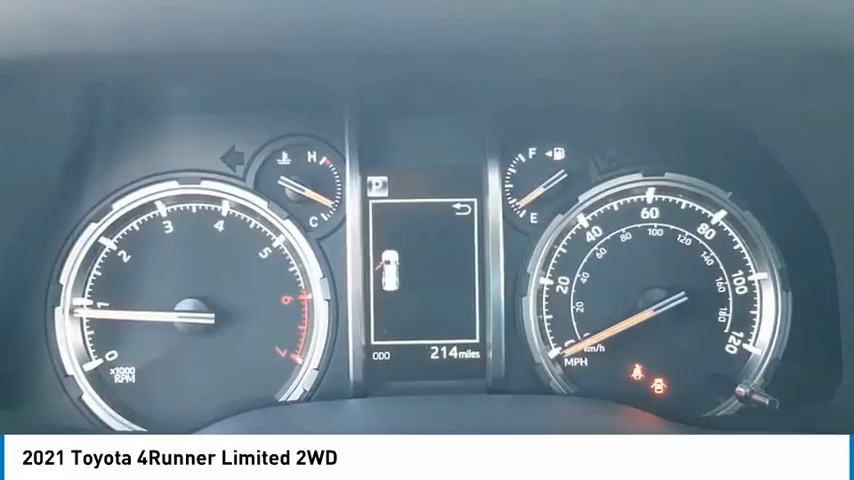 0 1 2 3 4 5 6 7
x1000
RPM
H
C
P
ODO 214 miles
F
E
20 40 60 80 100 120
20 40 60 80 100 120 140 160 180
km/h
MPH
2021 Toyota 4Runner Limited 2WD